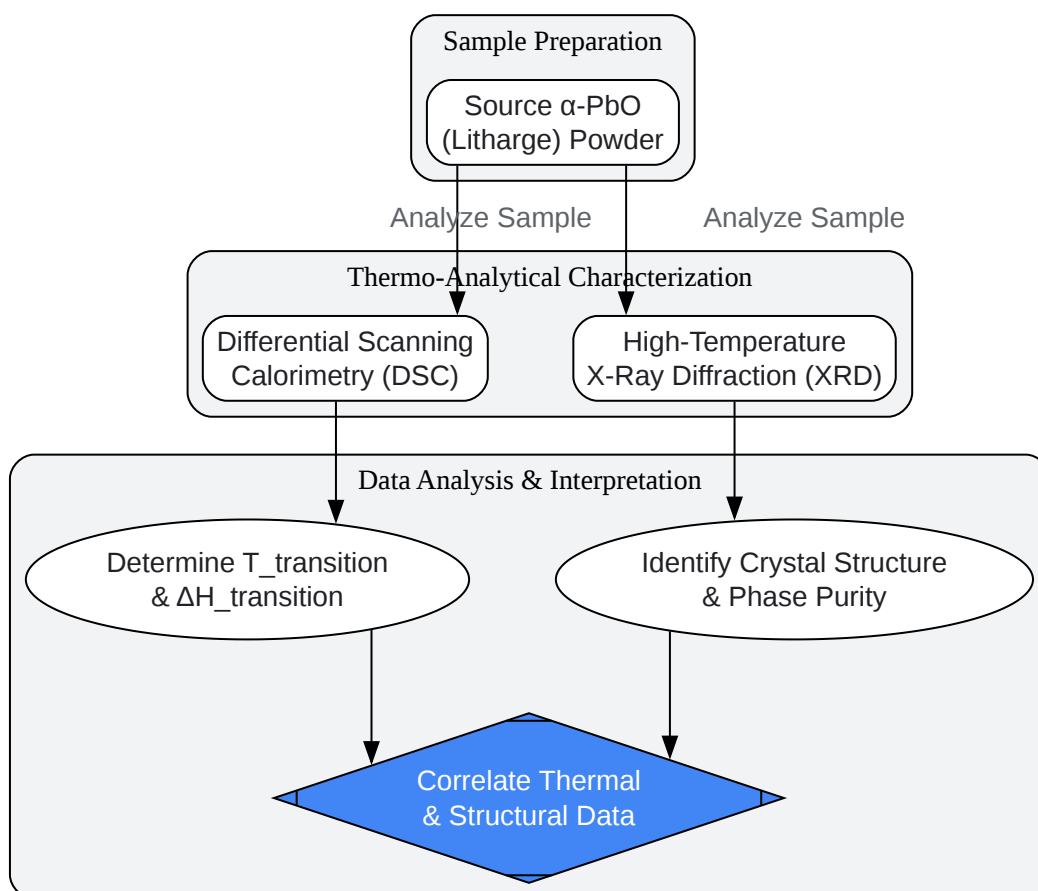 Sample Preparation
Source α-PbO
(Litharge) Powder
Analyze Sample
Analyze Sample
Thermo-Analytical Characterization
Differential Scanning
Calorimetry (DSC)
High-Temperature
X-Ray Diffraction (XRD)
Data Analysis & Interpretation
Determine T_transition
& ΔH_transition
Identify Crystal Structure
& Phase Purity
Correlate Thermal
& Structural Data